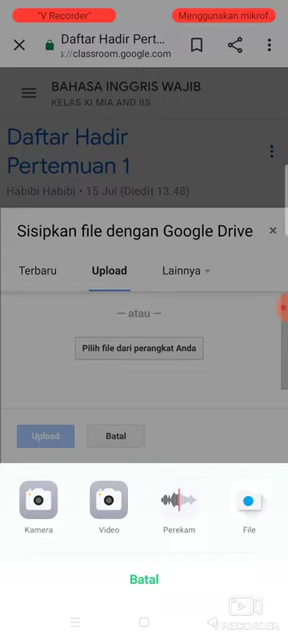 "V Recorder"
Menggunakan mikrof...
Daftar Hadir Pert...
s://classroom.google.com
BAHASA INGGRIS WAJIB
KELAS XI MIA AND IIS
Daftar Hadir
Pertemuan 1
Habibi Habibi • 15 Jul (Diedit 13.48)
Sisipkan file dengan Google Drive
Terbaru
Upload
Lainnya
— atau —
Pilih file dari perangkat Anda
Upload
Batal
Kamera
Video
Perekam
File
Batal
RECORDER